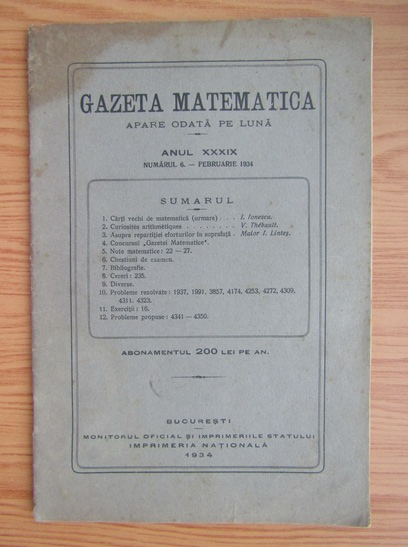 GAZETA MATEMATICA
APARE ODATĂ PE LUNĂ
ANUL XXXIX
NUMĂRUL 6. — FEBRUARIE 1934
SUMARUL
1. Cărți vechi de matematică (urmare) . . . I. Ionescu.
2. Curiosités arithmétiques . . . . . . . . V. Thébault.
3. Asupra repartiției eforturilor în suprafață . Maior I. Linteș.
4. Concursul „Gazetei Matematice".
5. Note matematice: 22 — 27.
6. Chestiuni de examen.
7. Bibliografie.
8. Cereri: 235.
9. Diverse.
10. Probleme rezolvate: 1937, 1991, 3857, 4174, 4253, 4272, 4309,
4311. 4323.
11. Exerciții: 16.
12. Probleme propuse: 4341 — 4350.
ABONAMENTUL 200 LEI PE AN.
BUCUREȘTI
MONITORUL OFICIAL ȘI IMPRIMERIILE STATULUI
IMPRIMERIA NAȚIONALĂ
1934